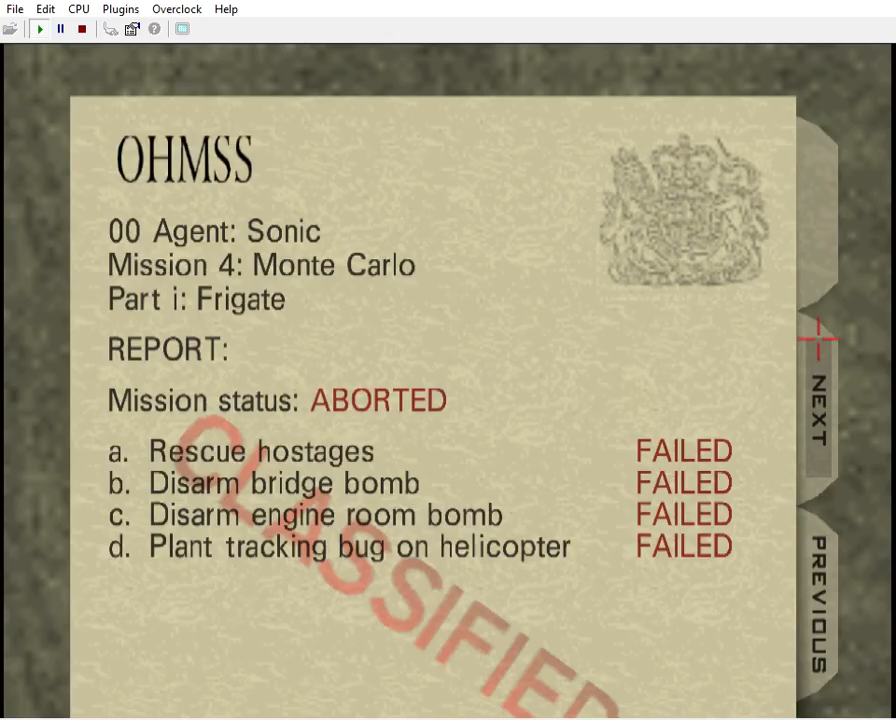 File Edit CPU Plugins Overclock Help
OHMSS
00 Agent: Sonic
Mission 4: Monte Carlo
Part i: Frigate
REPORT:
Mission status: ABORTED
a. Rescue hostages FAILED
b. Disarm bridge bomb FAILED
c. Disarm engine room bomb FAILED
d. Plant tracking bug on helicopter FAILED
CLASSIFIED
NEXT
PREVIOUS